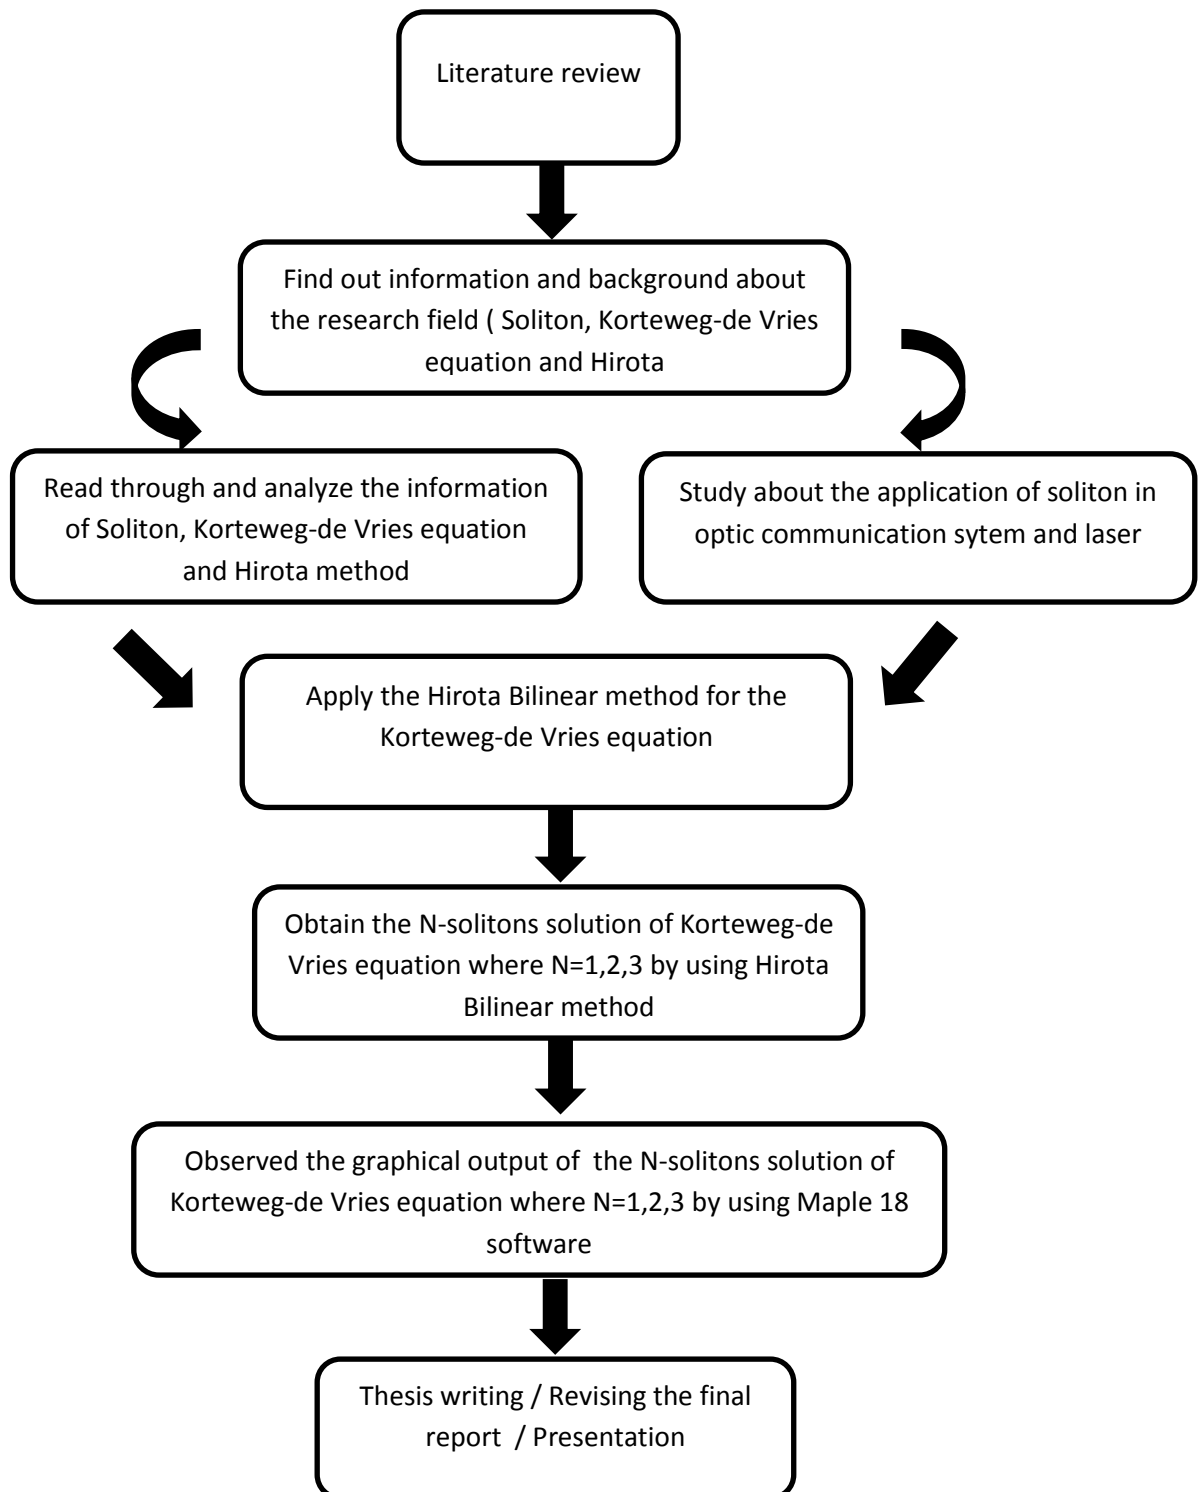 Literature review
Find out information and background about
the research field ( Soliton, Korteweg-de Vries
equation and Hirota
Read through and analyze the information
of Soliton, Korteweg-de Vries equation
and Hirota method
Study about the application of soliton in
optic communication sytem and laser
Apply the Hirota Bilinear method for the
Korteweg-de Vries equation
Obtain the N-solitons solution of Korteweg-de
Vries equation where N=1,2,3 by using Hirota
Bilinear method
Observed the graphical output of  the N-solitons solution of
Korteweg-de Vries equation where N=1,2,3 by using Maple 18
software
Thesis writing / Revising the final
report  / Presentation